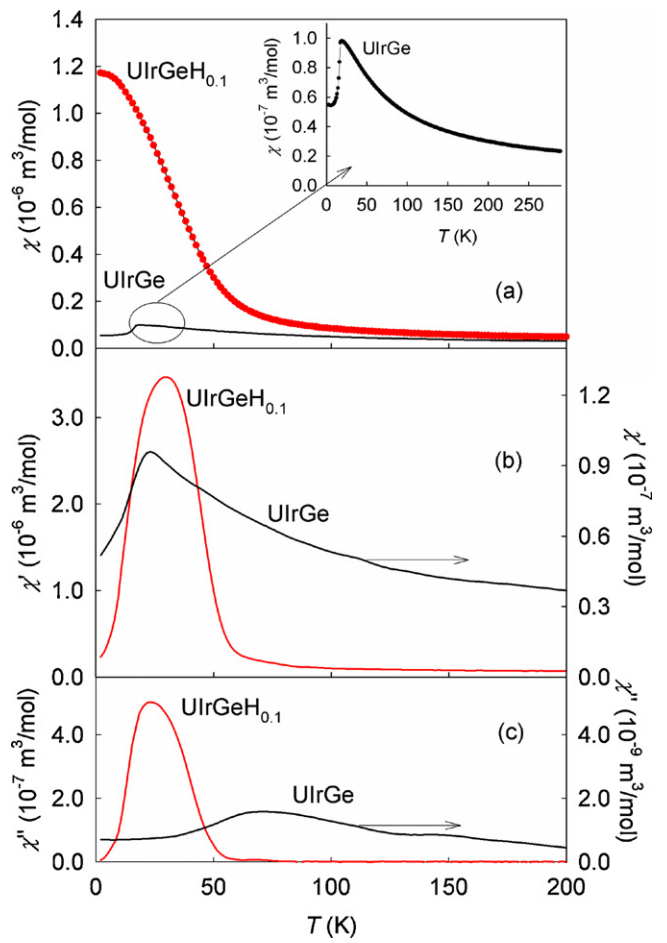 1.4
1.2
1.0
0.8
0.6
0.4
0.2
0.0
χ (10⁻⁶ m³/mol)
UIrGeH₀.₁
UIrGe
(a)
1.0
0.8
0.6
0.4
0.2
0.0
χ (10⁻⁷ m³/mol)
UIrGe
0 50 100 150 200 250
T (K)
3.0
2.0
1.0
0.0
χ' (10⁻⁶ m³/mol)
UIrGeH₀.₁
UIrGe
(b)
1.2
0.9
0.6
0.3
0.0
χ' (10⁻⁷ m³/mol)
4.0
2.0
0.0
χ" (10⁻⁷ m³/mol)
UIrGeH₀.₁
UIrGe
(c)
4.0
2.0
0.0
χ" (10⁻⁹ m³/mol)
0 50 100 150 200
T (K)